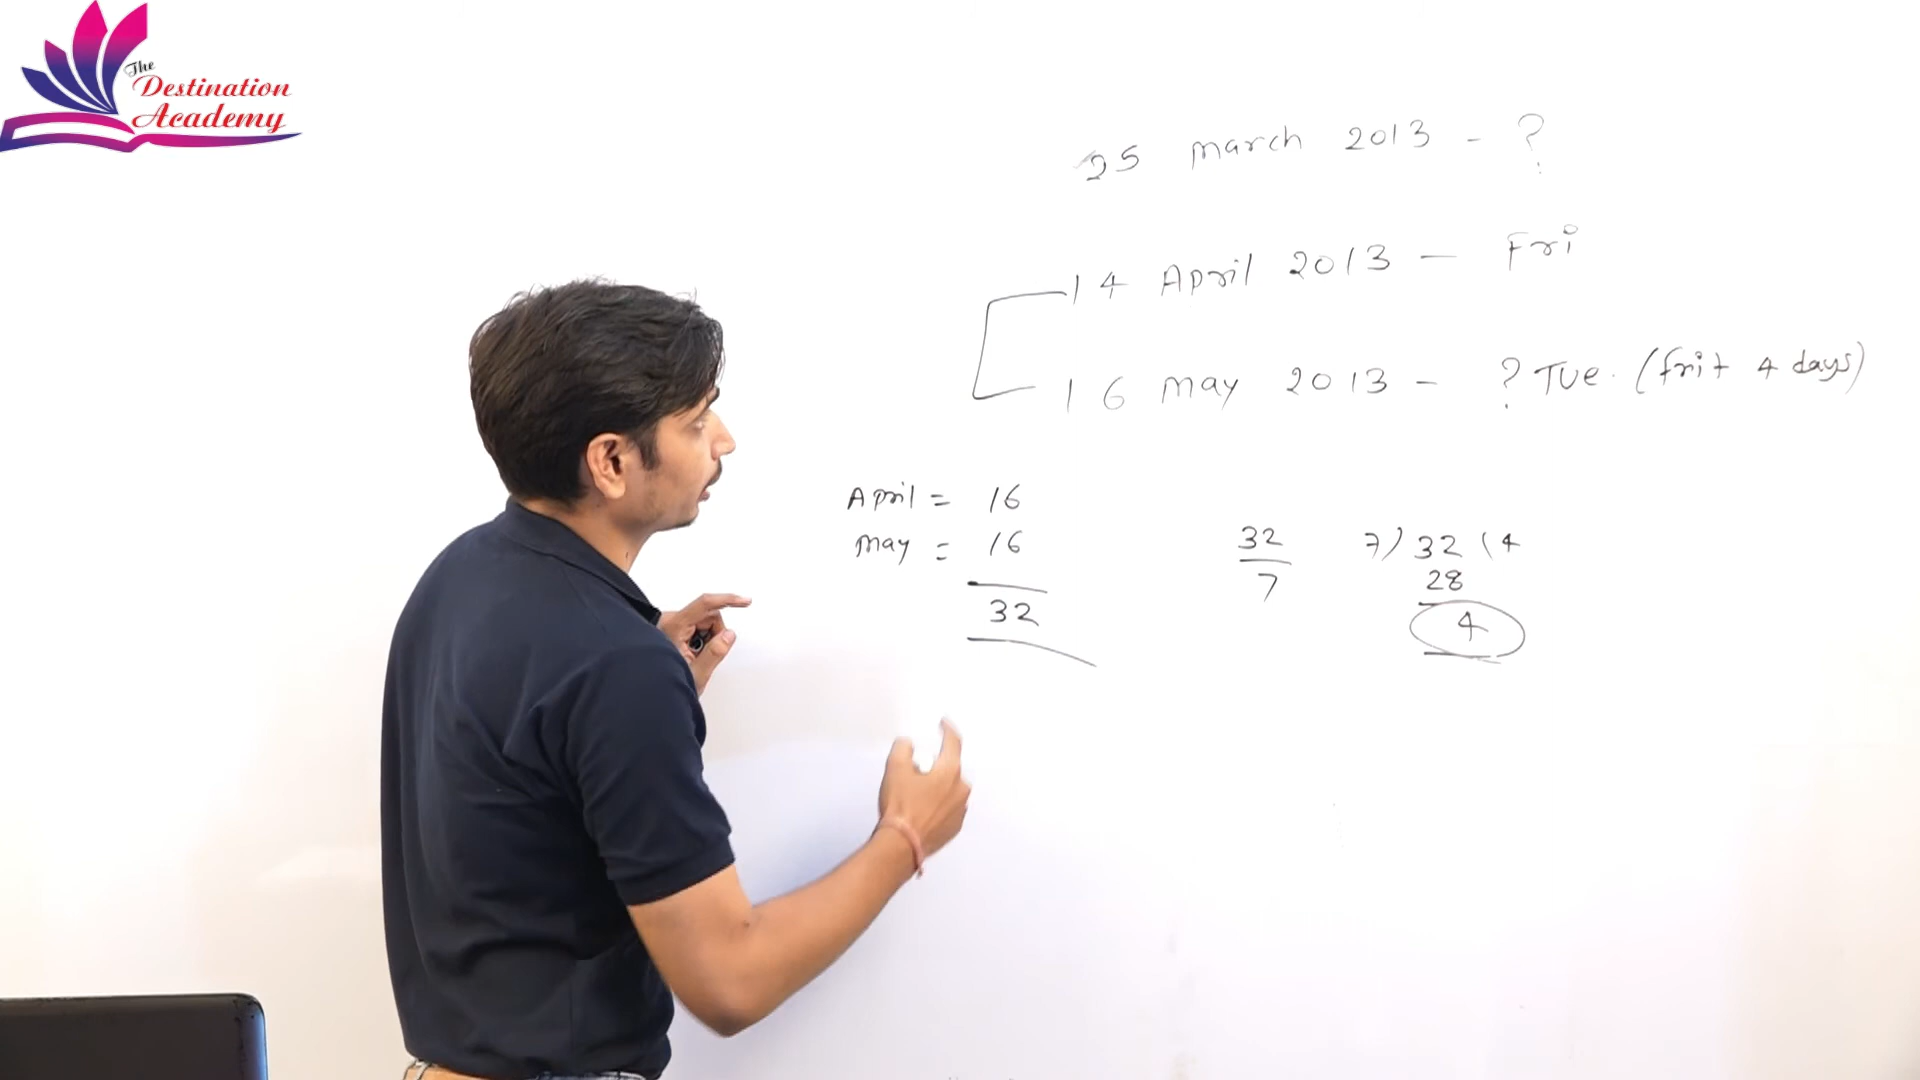 The
Destination
Academy
25 March 2013 - ?
14 April 2013 — Fri
16 May 2013 - ? Tue. (fri + 4 days)
April = 16
May = 16
32
32
7
7) 32 (4
28
4